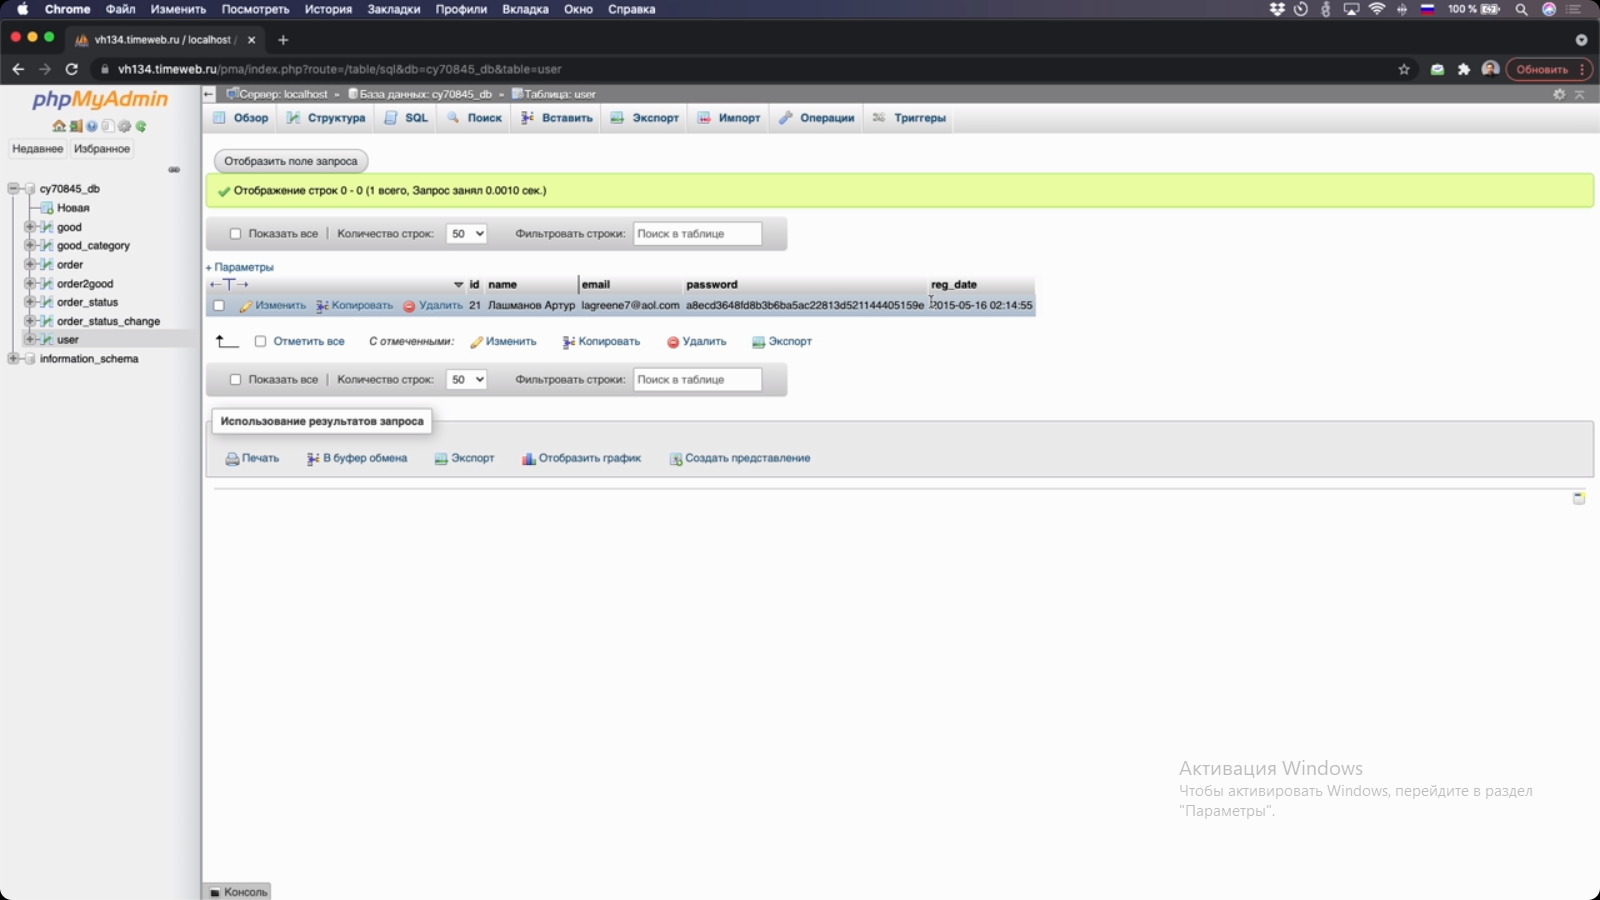 Chrome Файл Изменить Посмотреть История Закладки Профили Вкладка Окно Справка 100 %
vh134.timeweb.ru / localhost /
vh134.timeweb.ru/pma/index.php?route=/table/sql&db=cy70845_db&table=user
Обновить
phpMyAdmin
Недавнее Избранное
cy70845_db
Новая
good
good_category
order
order2good
order_status
order_status_change
user
information_schema
Сервер: localhost » База данных: cy70845_db » Таблица: user
Обзор Структура SQL Поиск Вставить Экспорт Импорт Операции Триггеры
Отобразить поле запроса
Отображение строк 0 - 0 (1 всего, Запрос занял 0.0010 сек.)
Показать все | Количество строк: 50 Фильтровать строки: Поиск в таблице
+ Параметры
id name email password reg_date
Изменить Копировать Удалить 21 Лашманов Артур lagreene7@aol.com a8ecd3648fd8b3b6ba5ac22813d521144405159e 2015-05-16 02:14:55
Отметить все С отмеченными: Изменить Копировать Удалить Экспорт
Показать все | Количество строк: 50 Фильтровать строки: Поиск в таблице
Использование результатов запроса
Печать В буфер обмена Экспорт Отобразить график Создать представление
Активация Windows
Чтобы активировать Windows, перейдите в раздел
"Параметры".
Консоль